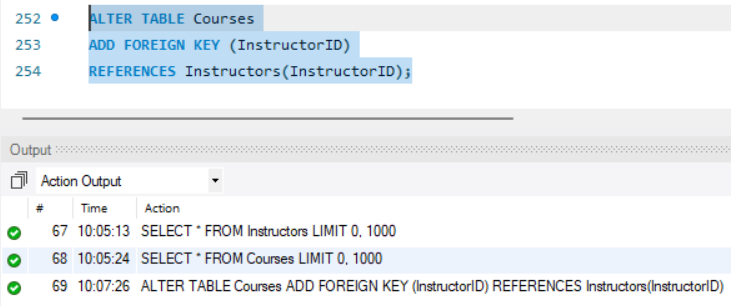 252 ALTER TABLE Courses
253 ADD FOREIGN KEY (InstructorID)
254 REFERENCES Instructors(InstructorID);
Output
Action Output
# Time Action
67 10:05:13 SELECT * FROM Instructors LIMIT 0, 1000
68 10:05:24 SELECT * FROM Courses LIMIT 0, 1000
69 10:07:26 ALTER TABLE Courses ADD FOREIGN KEY (InstructorID) REFERENCES Instructors(InstructorID)